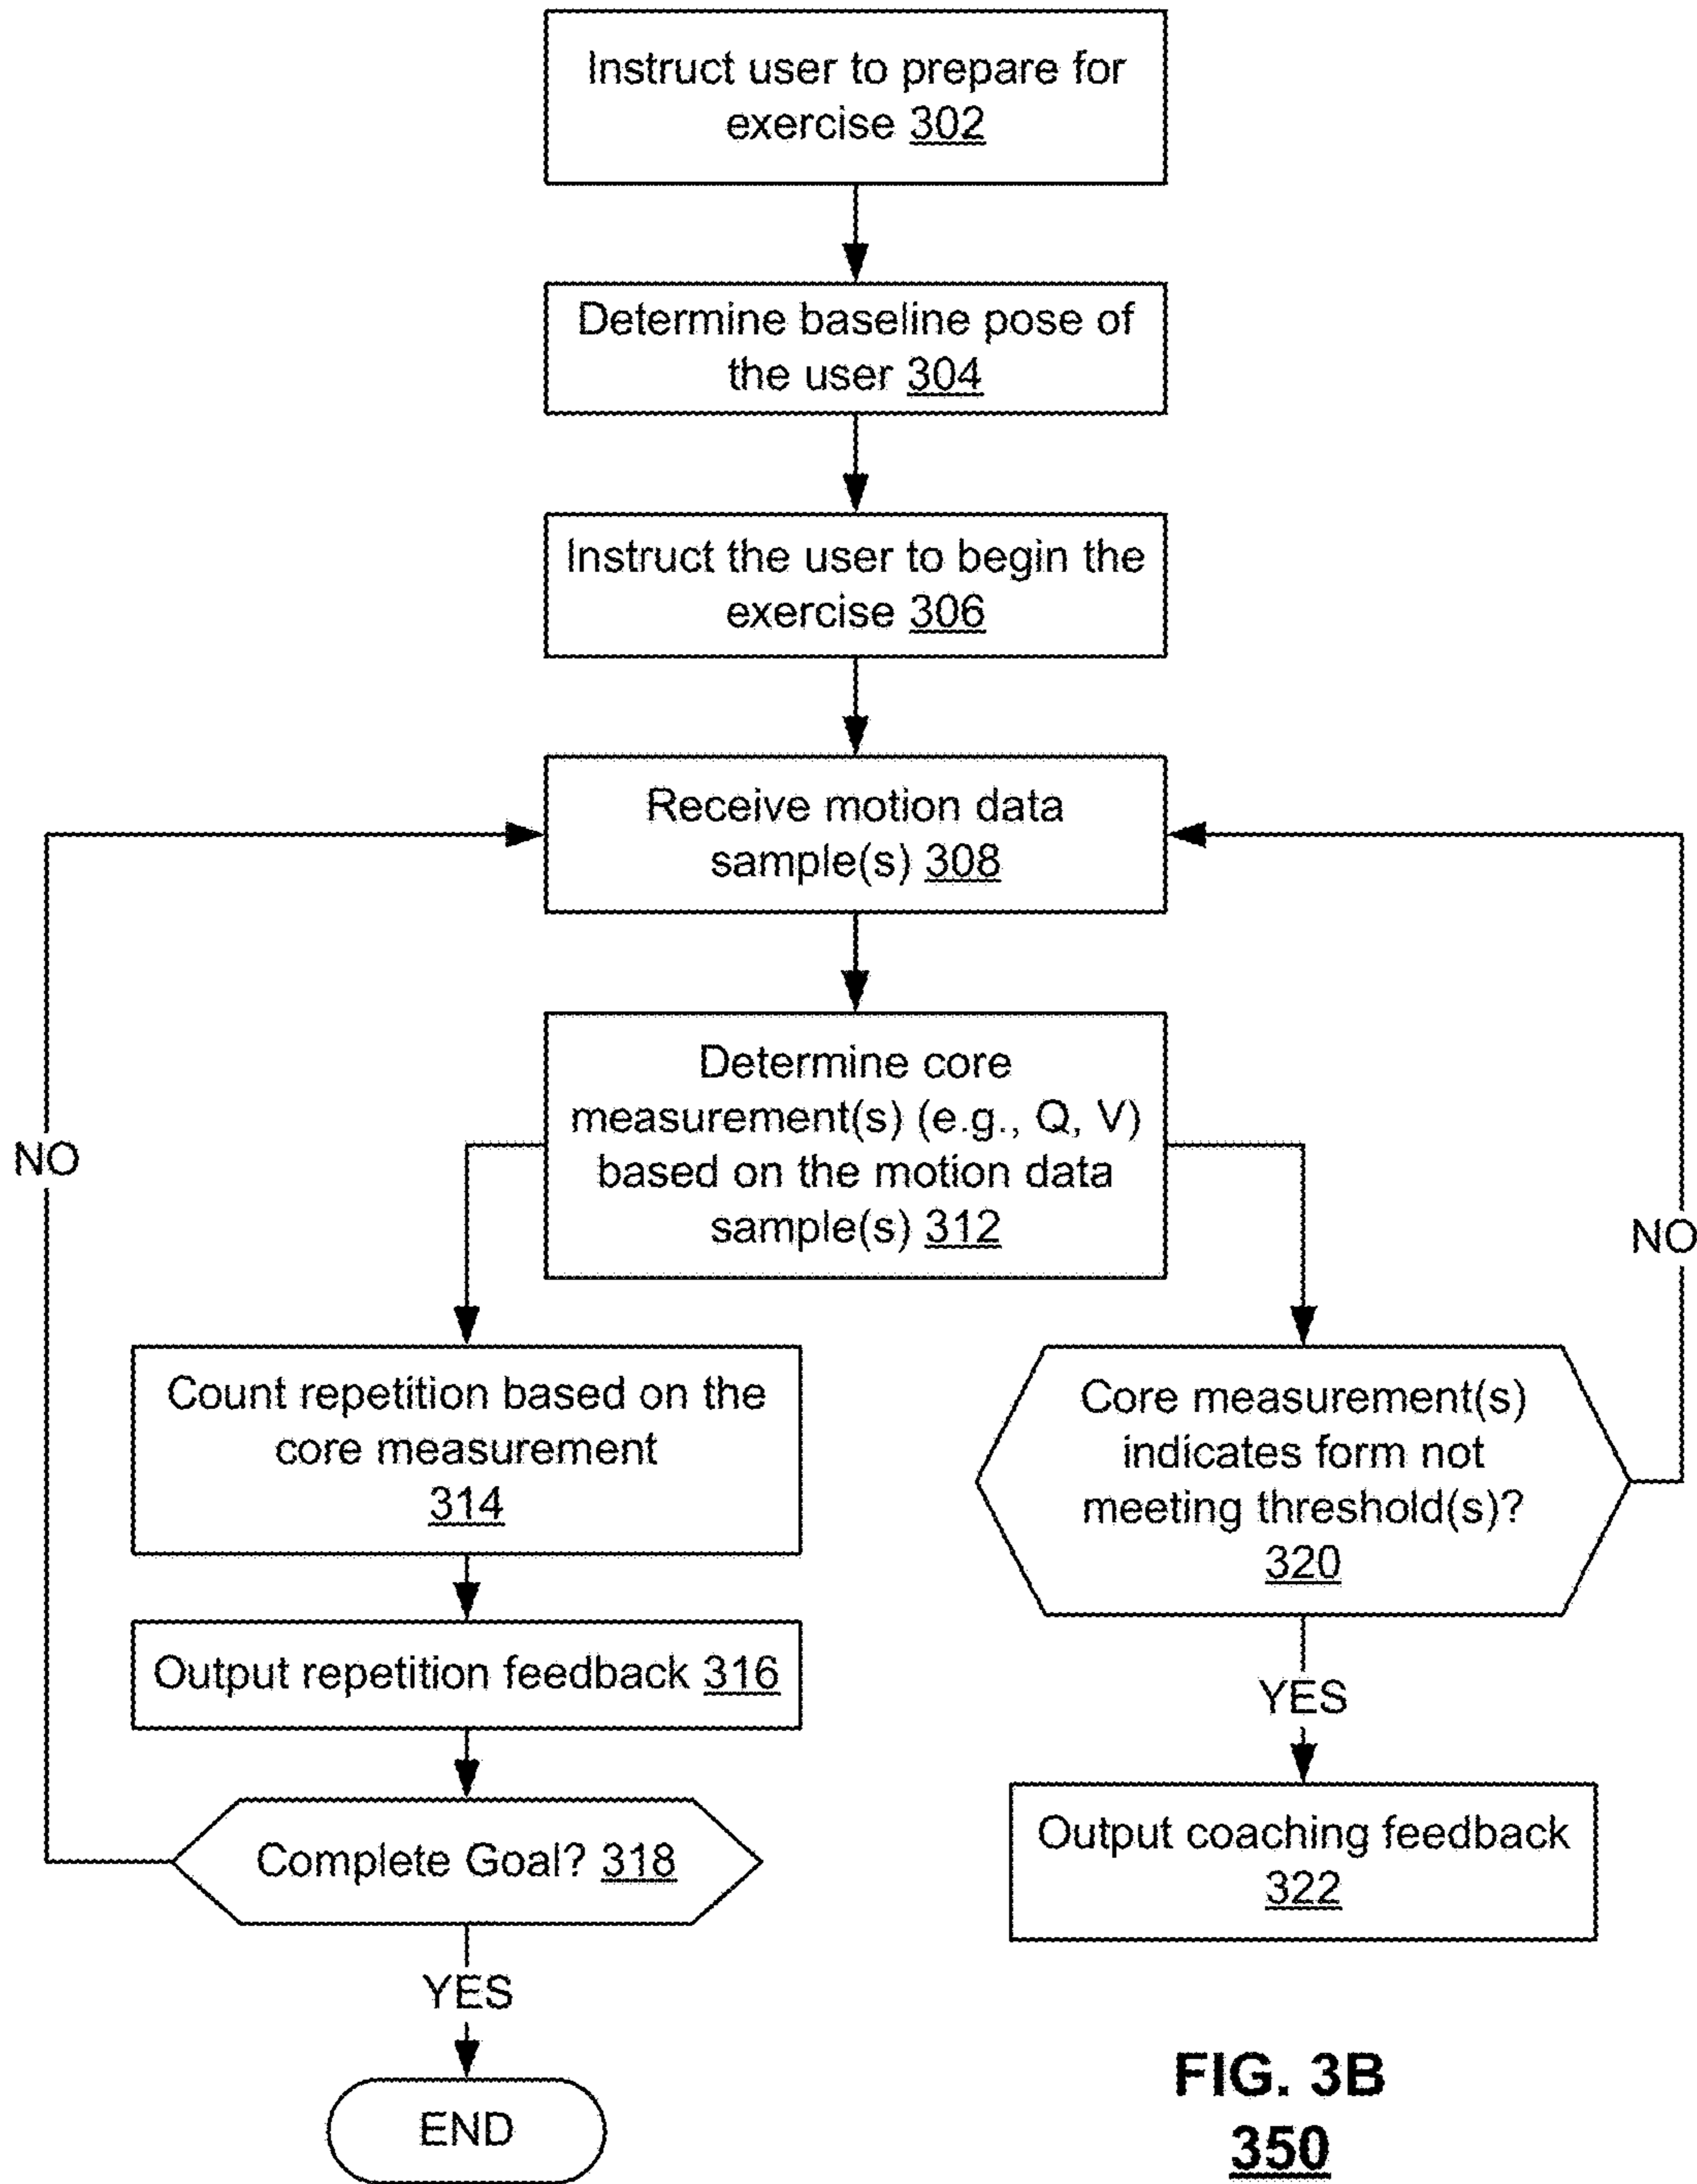 Instruct user to prepare for
exercise 302
Determine baseline pose of
the user 304
Instruct the user to begin the
exercise 306
Receive motion data
sample(s) 308
Determine core
measurement(s) (e.g., Q, V)
based on the motion data
sample(s) 312
NO
NO
Count repetition based on the
core measurement
314
Core measurement(s)
indicates form not
meeting threshold(s)?
320
Output repetition feedback 316
YES
Complete Goal? 318
Output coaching feedback
322
YES
END
FIG. 3B
350